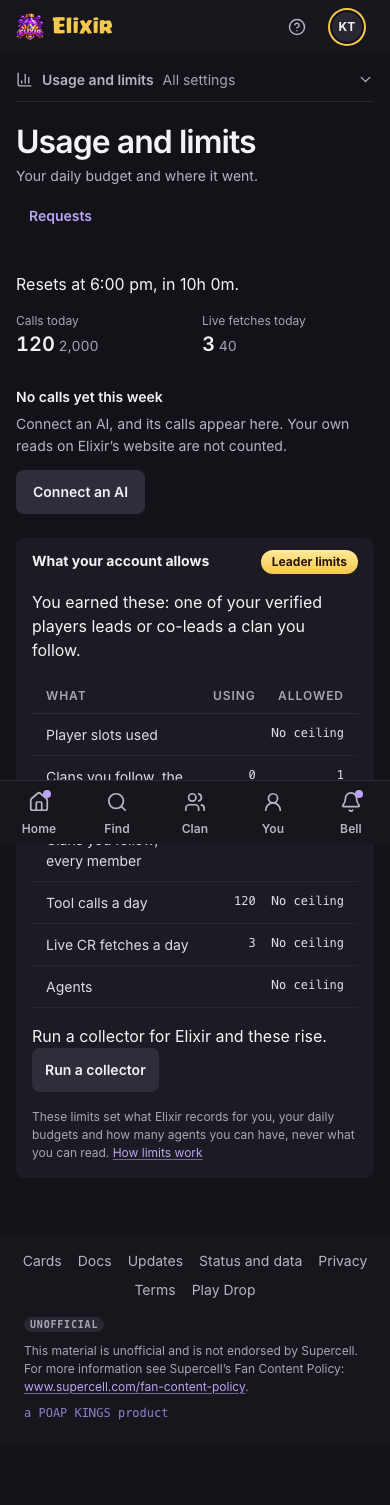 Elixir
KT
Usage and limits All settings
Usage and limits
Your daily budget and where it went.
Requests
Resets at 6:00 pm, in 10h 0m.
Calls today
120 2,000
Live fetches today
3 40
No calls yet this week
Connect an AI, and its calls appear here. Your own
reads on Elixir's website are not counted.
Connect an AI
What your account allows
Leader limits
You earned these: one of your verified
players leads or co-leads a clan you
follow.
WHAT USING ALLOWED
Player slots used No ceiling
Clans you follow, the 0 1
Home Find Clan You Bell
every member
Tool calls a day 120 No ceiling
Live CR fetches a day 3 No ceiling
Agents No ceiling
Run a collector for Elixir and these rise.
Run a collector
These limits set what Elixir records for you, your daily
budgets and how many agents you can have, never what
you can read. How limits work
Cards Docs Updates Status and data Privacy
Terms Play Drop
UNOFFICIAL
This material is unofficial and is not endorsed by Supercell.
For more information see Supercell's Fan Content Policy:
www.supercell.com/fan-content-policy.
a POAP KINGS product